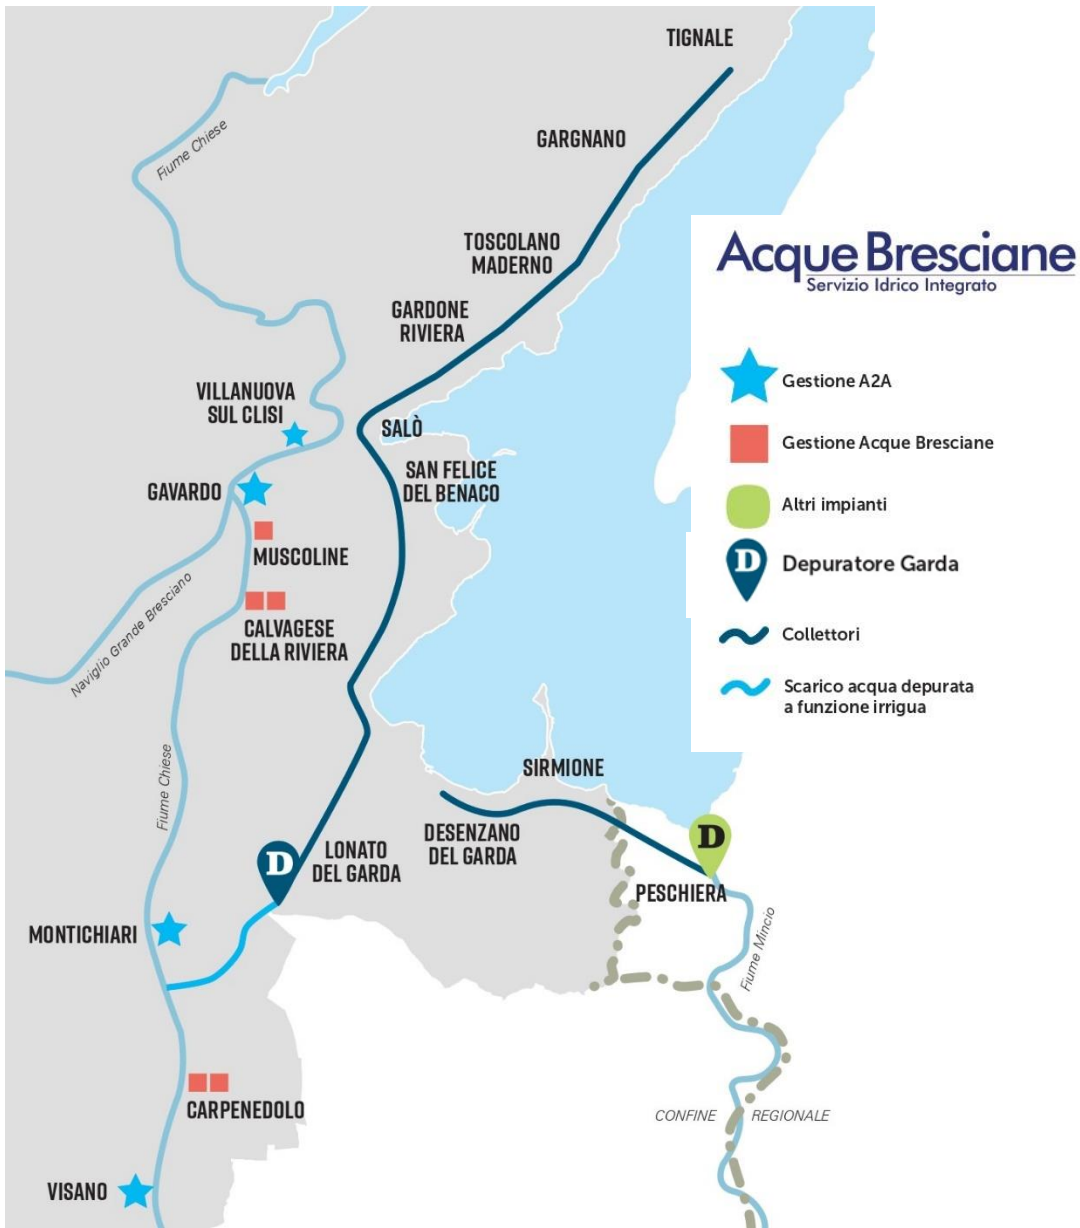 TIGNALE
Fiume Chiese
GARGNANO
TOSCOLANO
MADERNO
GARDONE
RIVIERA
VILLANUOVA
SUL CLISI
SALÒ
SAN FELICE
DEL BENACO
GAVARDO
MUSCOLINE
Naviglio Grande Bresciano
CALVAGESE
DELLA RIVIERA
Fiume Chiese
SIRMIONE
DESENZANO
DEL GARDA
D
LONATO
DEL GARDA
D
PESCHIERA
Fiume Mincio
MONTICHIARI
CARPENEDOLO
CONFINE REGIONALE
VISANO
Acque Bresciane
Servizio Idrico Integrato
Gestione A2A
Gestione Acque Bresciane
Altri impianti
D
Depuratore Garda
Collettori
Scarico acqua depurata
a funzione irrigua